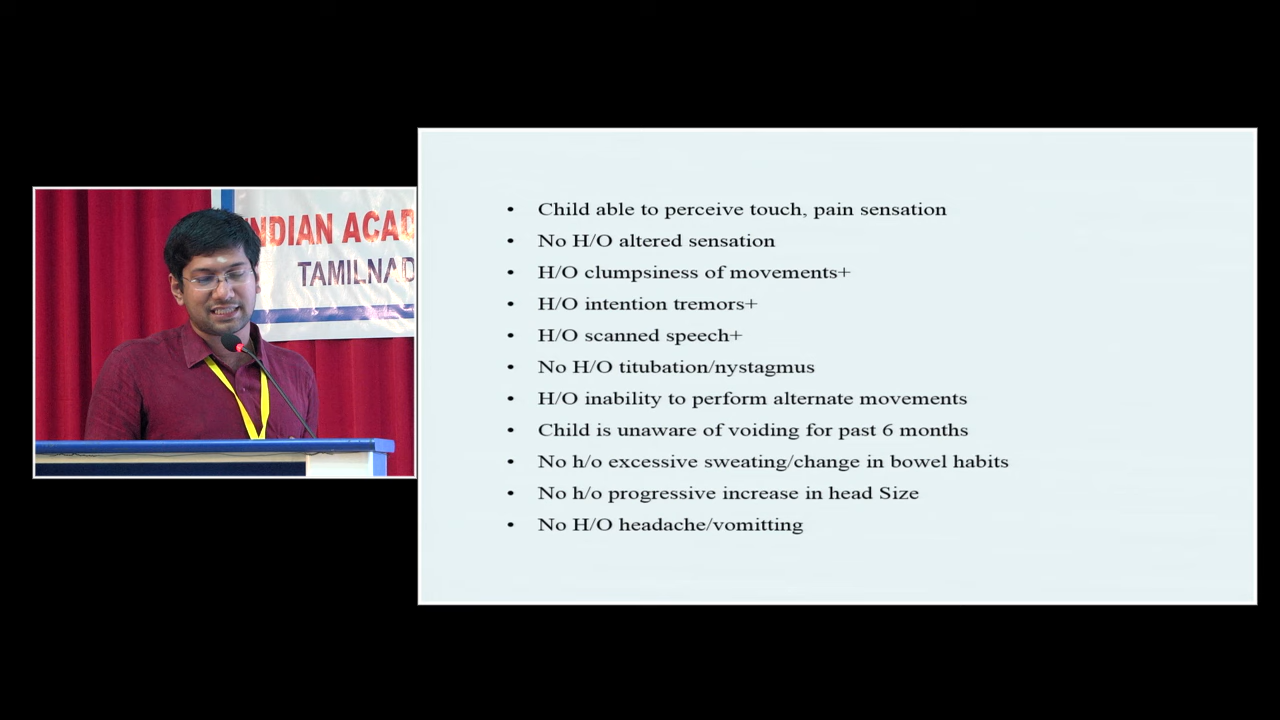 INDIAN ACAD
TAMILNAD
• Child able to perceive touch, pain sensation
• No H/O altered sensation
• H/O clumpsiness of movements+
• H/O intention tremors+
• H/O scanned speech+
• No H/O titubation/nystagmus
• H/O inability to perform alternate movements
• Child is unaware of voiding for past 6 months
• No h/o excessive sweating/change in bowel habits
• No h/o progressive increase in head Size
• No H/O headache/vomitting